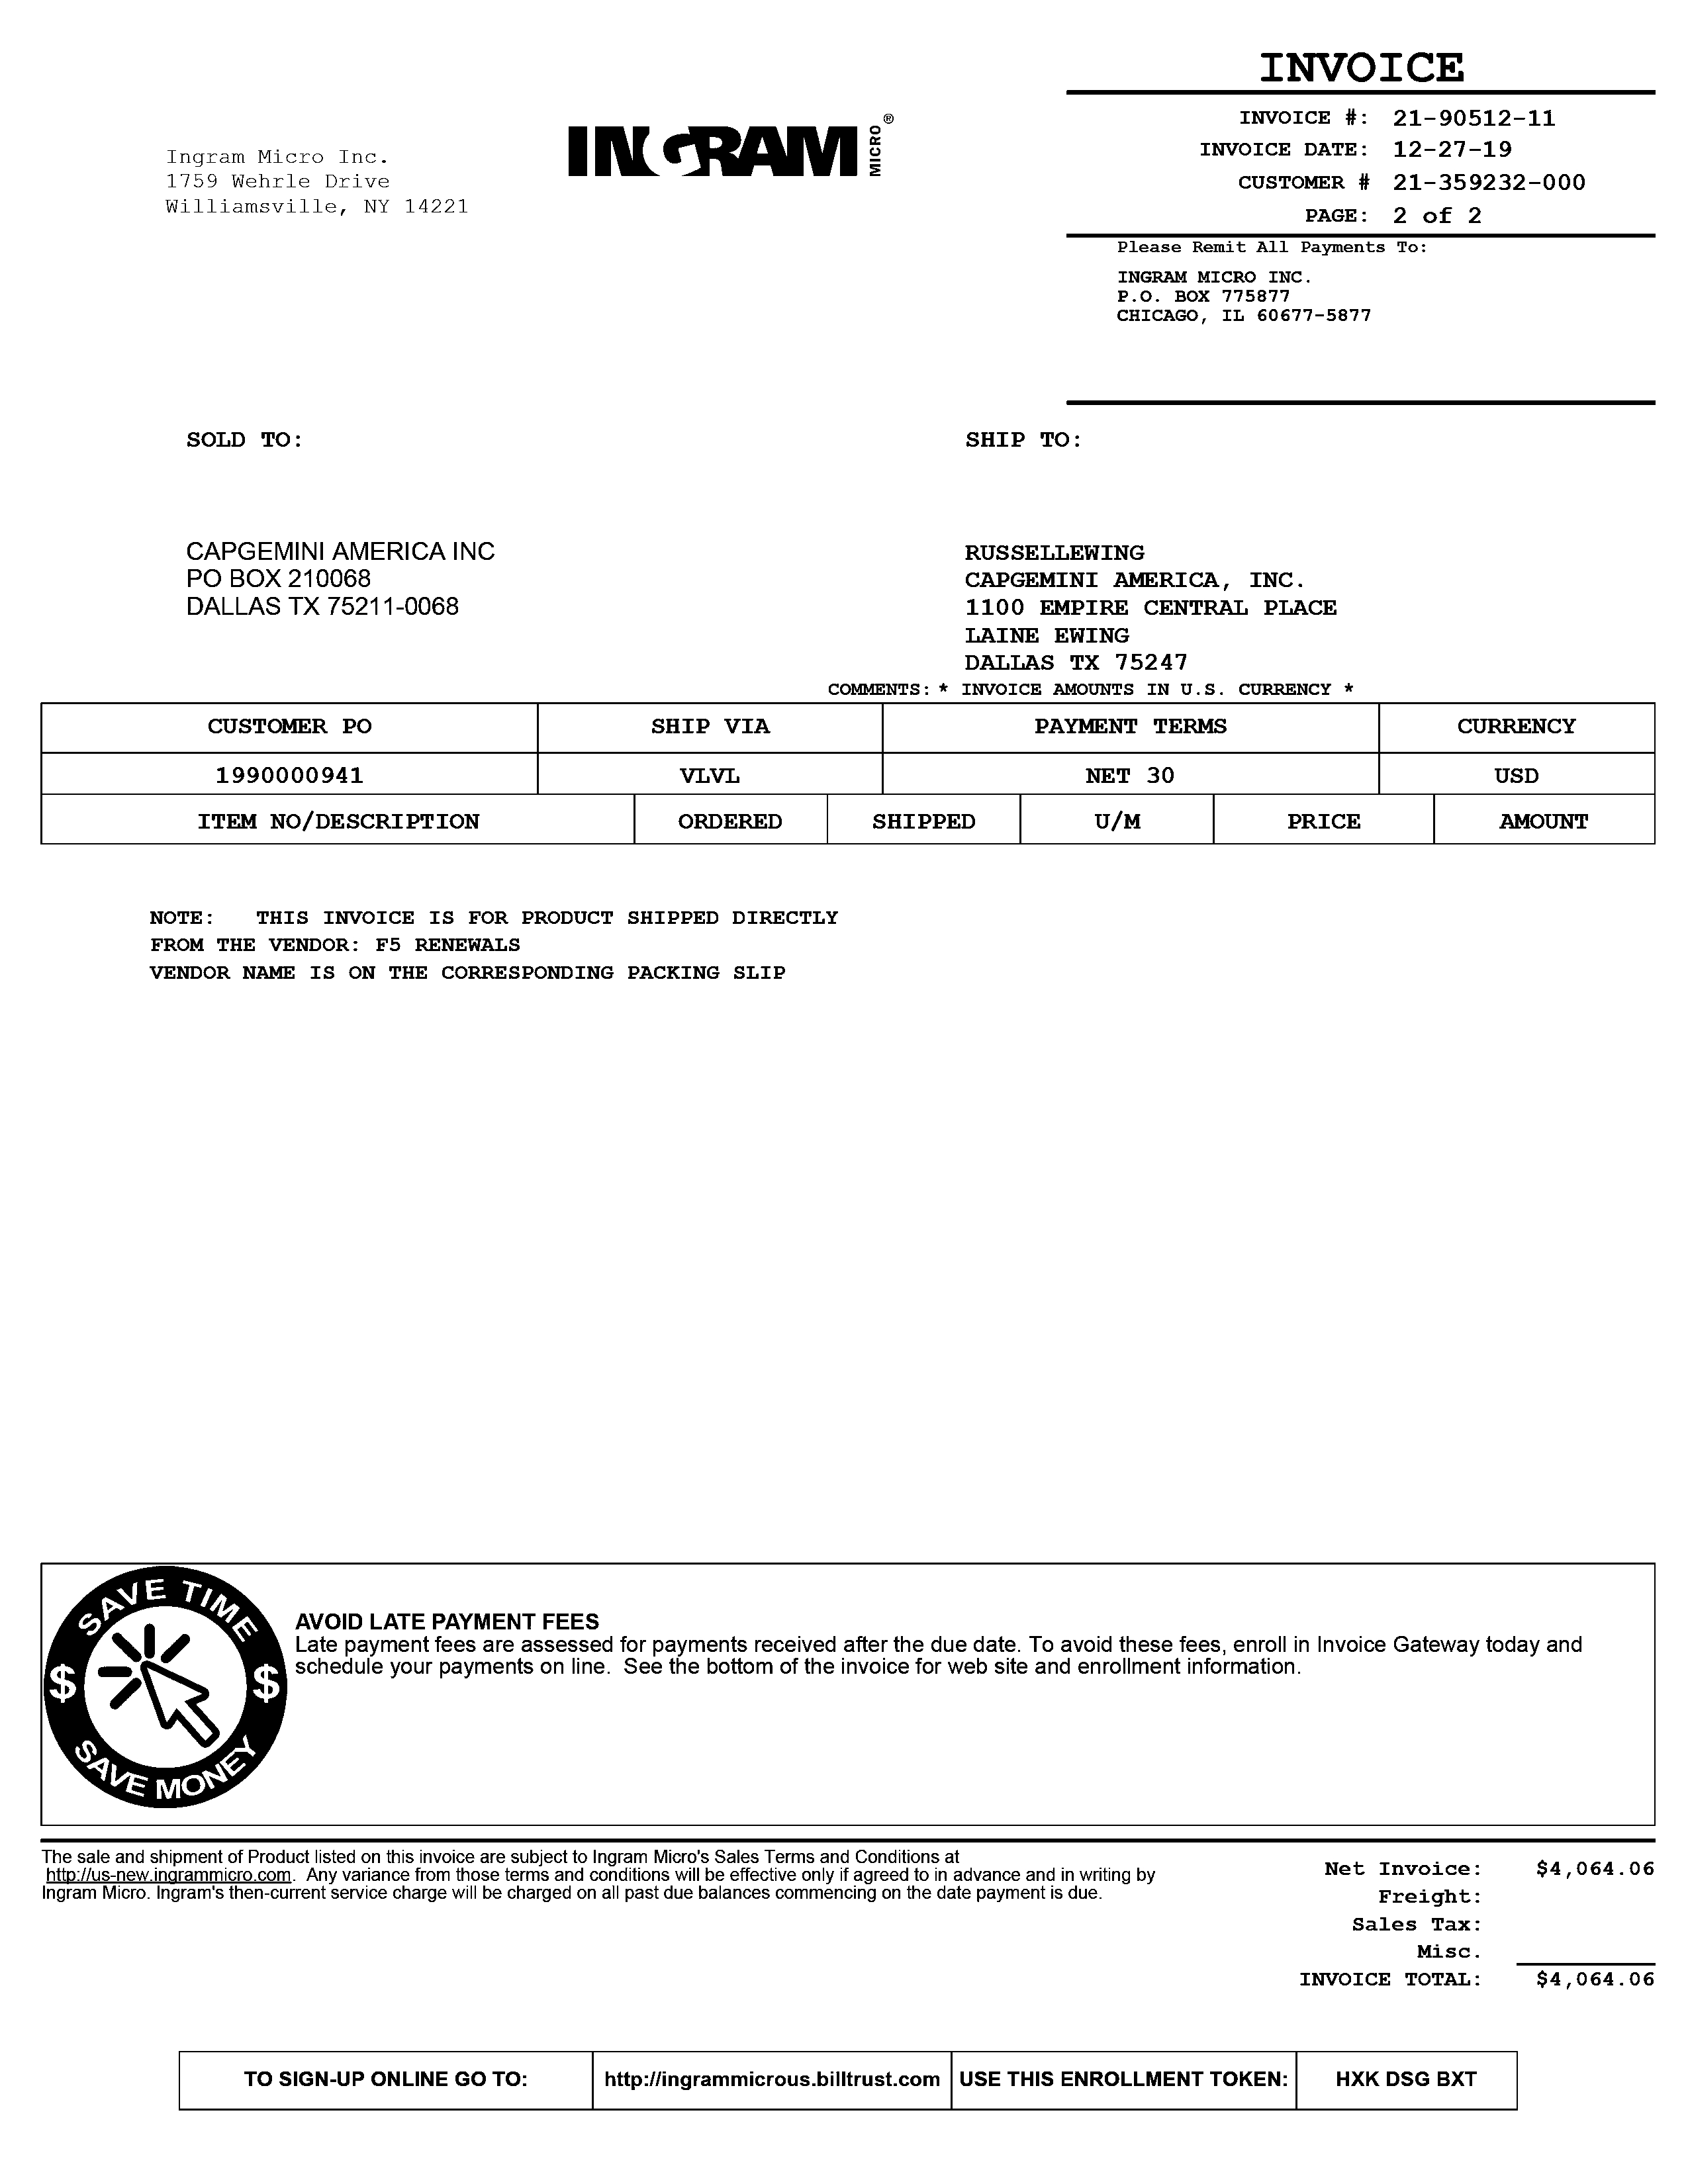 INVOICE
INVOICE #: 21-90512-11
INVOICE DATE: 12-27-19
CUSTOMER # 21-359232-000
PAGE: 2 of 2
Ingram Micro Inc.
1759 Wehrle Drive
Williamsville, NY 14221
INGRAM MICRO ®
Please Remit All Payments To:
INGRAM MICRO INC.
P.O. BOX 775877
CHICAGO, IL 60677-5877
SOLD TO:
CAPGEMINI AMERICA INC
PO BOX 210068
DALLAS TX 75211-0068
SHIP TO:
RUSSELLEWING
CAPGEMINI AMERICA, INC.
1100 EMPIRE CENTRAL PLACE
LAINE EWING
DALLAS TX 75247
COMMENTS: * INVOICE AMOUNTS IN U.S. CURRENCY *
CUSTOMER PO SHIP VIA PAYMENT TERMS CURRENCY
1990000941 VLVL NET 30 USD
ITEM NO/DESCRIPTION ORDERED SHIPPED U/M PRICE AMOUNT
NOTE: THIS INVOICE IS FOR PRODUCT SHIPPED DIRECTLY
FROM THE VENDOR: F5 RENEWALS
VENDOR NAME IS ON THE CORRESPONDING PACKING SLIP
SAVE TIME
$ $
SAVE MONEY
AVOID LATE PAYMENT FEES
Late payment fees are assessed for payments received after the due date. To avoid these fees, enroll in Invoice Gateway today and
schedule your payments on line. See the bottom of the invoice for web site and enrollment information.
The sale and shipment of Product listed on this invoice are subject to Ingram Micro's Sales Terms and Conditions at
http://us-new.ingrammicro.com. Any variance from those terms and conditions will be effective only if agreed to in advance and in writing by
Ingram Micro. Ingram's then-current service charge will be charged on all past due balances commencing on the date payment is due.
Net Invoice: $4,064.06
Freight:
Sales Tax:
Misc.
INVOICE TOTAL: $4,064.06
TO SIGN-UP ONLINE GO TO: http://ingrammicrous.billtrust.com USE THIS ENROLLMENT TOKEN: HXK DSG BXT